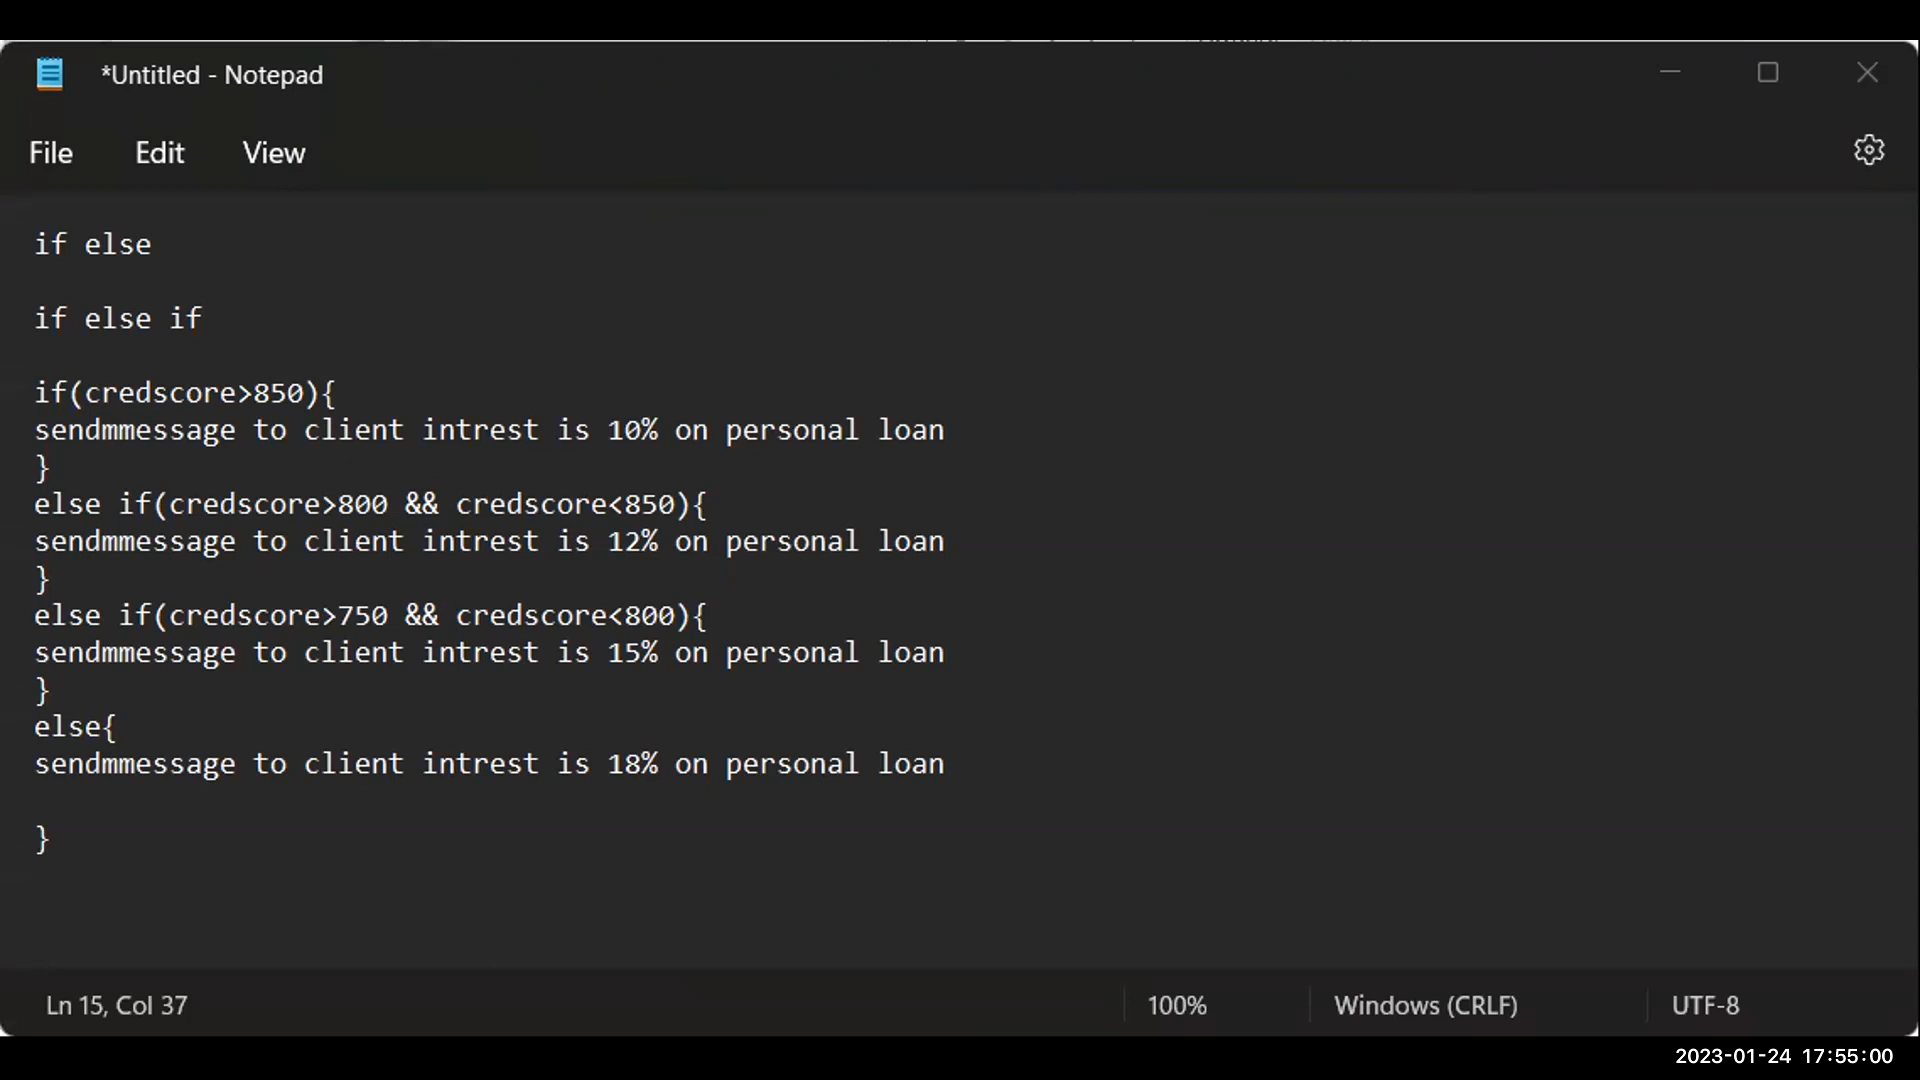 *Untitled - Notepad
File Edit View
if else
if else if
if(credscore>850){
sendmmessage to client intrest is 10% on personal loan
}
else if(credscore>800 && credscore<850){
sendmmessage to client intrest is 12% on personal loan
}
else if(credscore>750 && credscore<800){
sendmmessage to client intrest is 15% on personal loan
}
else{
sendmmessage to client intrest is 18% on personal loan
}
Ln 15, Col 37 100% Windows (CRLF) UTF-8
2023-01-24 17:55:00